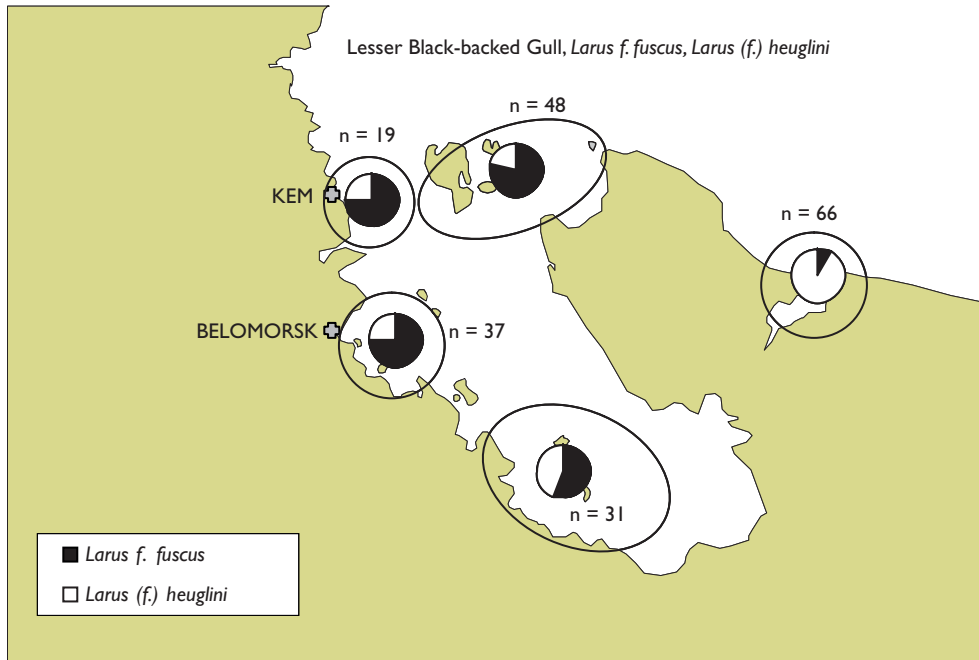 Lesser Black-backed Gull, Larus f. fuscus, Larus (f.) heuglini
n = 48
n = 19
KEM
n = 66
BELOMORSK
n = 37
n = 31
Larus f. fuscus
Larus (f.) heuglini